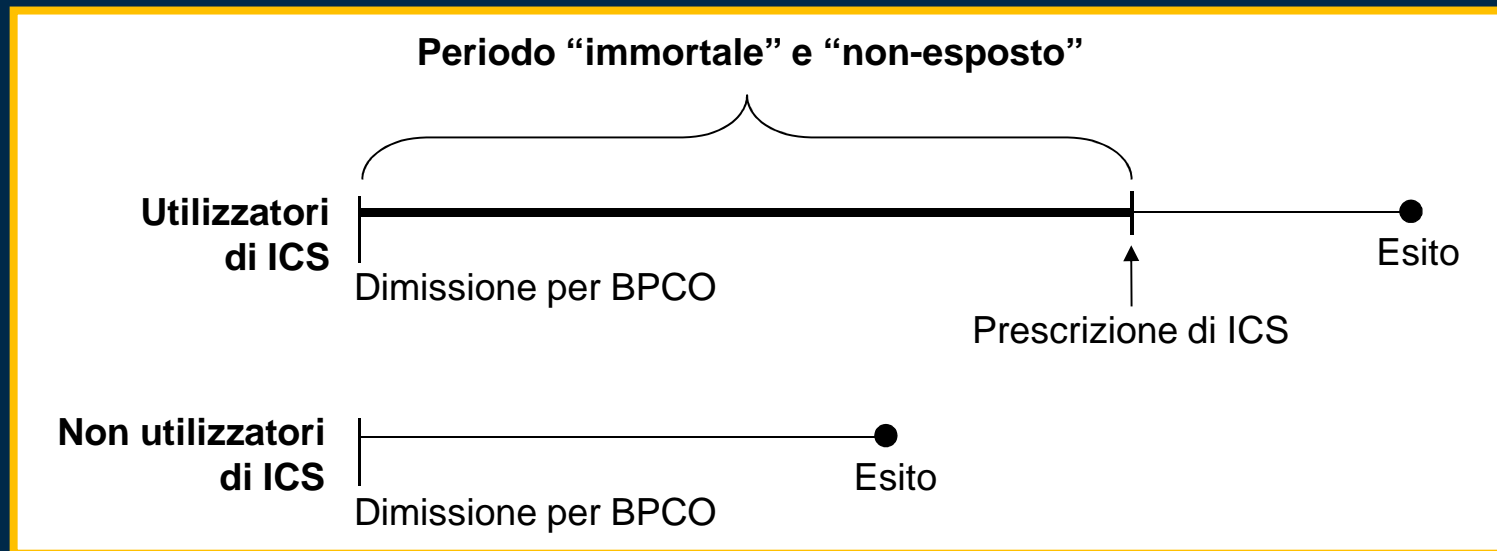 Periodo “immortale” e “non-esposto”
Utilizzatori
di ICS
Dimissione per BPCO
Esito
Prescrizione di ICS
Non utilizzatori
di ICS
Esito
Dimissione per BPCO